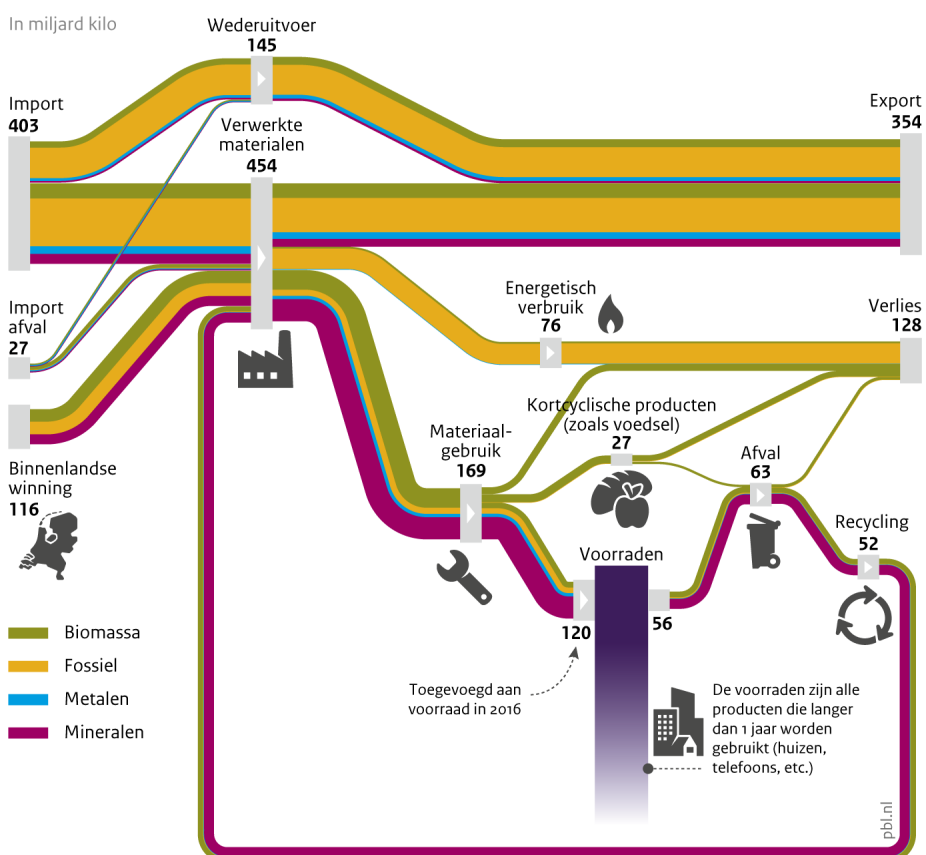 In miljard kilo
Wederuitvoer
145
Import
403
Export
354
Verwerkte
materialen
454
Import
afval
27
Energetisch
verbruik
76
Verlies
128
Kortcyclische producten
(zoals voedsel)
27
Materiaal-
gebruik
169
Afval
63
Binnenlandse
winning
116
Recycling
52
Voorraden
120
56
Biomassa
Fossiel
Metalen
Mineralen
Toegevoegd aan
voorraad in 2016
De voorraden zijn alle
producten die langer
dan 1 jaar worden
gebruikt (huizen,
telefoons, etc.)
pbl.nl